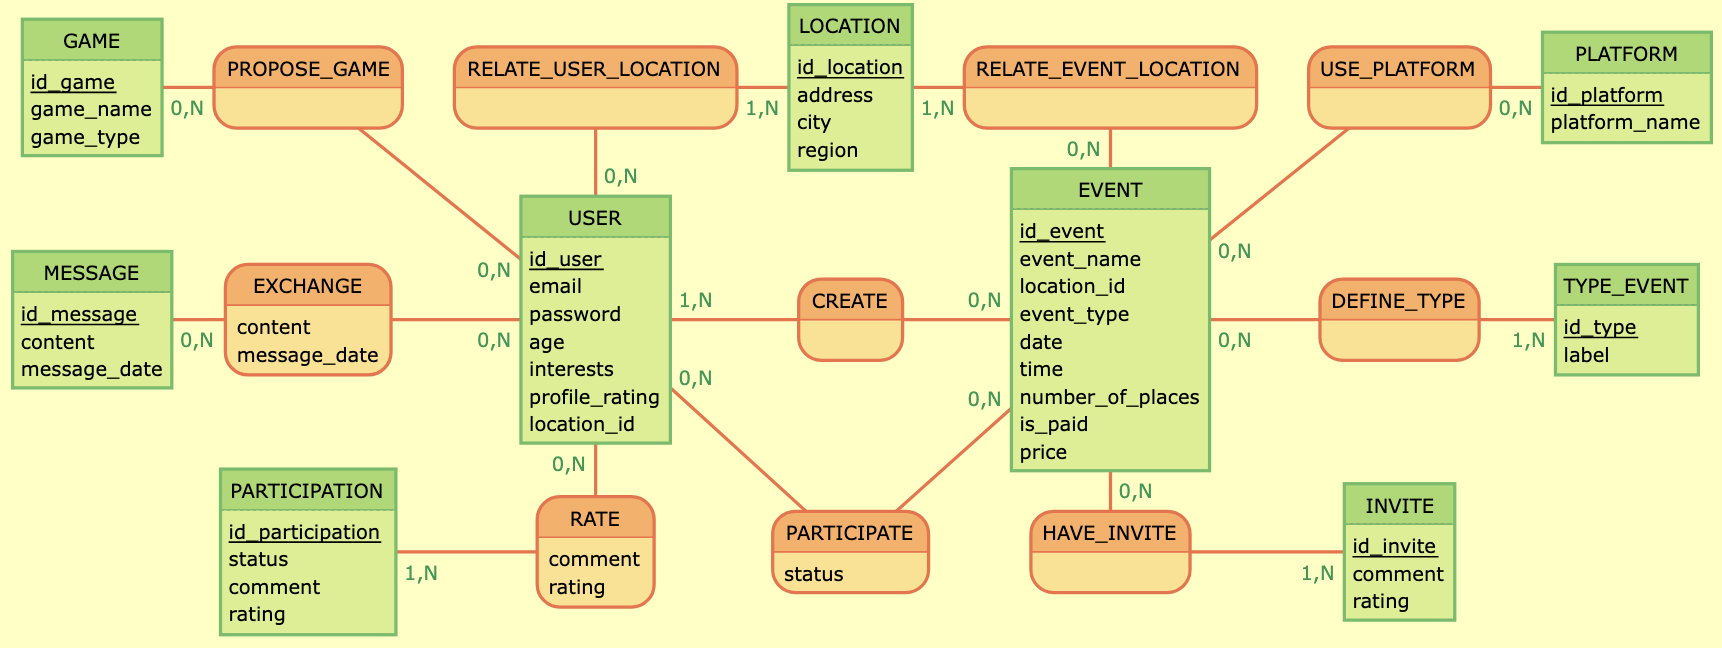 GAME
id_game
game_name
game_type
0,N
PROPOSE_GAME
RELATE_USER_LOCATION
1,N
0,N
LOCATION
id_location
address
city
region
1,N
RELATE_EVENT_LOCATION
0,N
USE_PLATFORM
0,N
PLATFORM
id_platform
platform_name
MESSAGE
id_message
content
message_date
0,N
EXCHANGE
content
message_date
0,N
0,N
USER
id_user
email
password
age
interests
profile_rating
location_id
1,N
0,N
0,N
CREATE
0,N
0,N
EVENT
id_event
event_name
location_id
event_type
date
time
number_of_places
is_paid
price
0,N
0,N
0,N
DEFINE_TYPE
1,N
TYPE_EVENT
id_type
label
PARTICIPATION
id_participation
status
comment
rating
1,N
RATE
comment
rating
PARTICIPATE
status
HAVE_INVITE
1,N
INVITE
id_invite
comment
rating